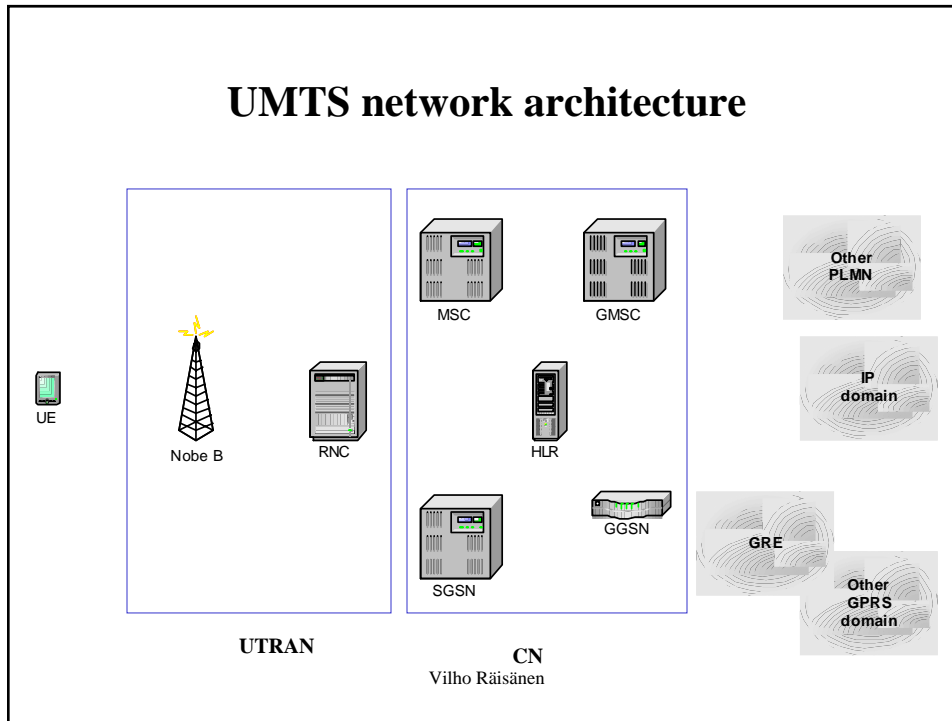 UMTS network architecture
MSC
GMSC
Other
PLMN
UE
Nobe B
RNC
HLR
IP
domain
SGSN
GGSN
GRE
Other
GPRS
domain
UTRAN
CN
Vilho Räisänen